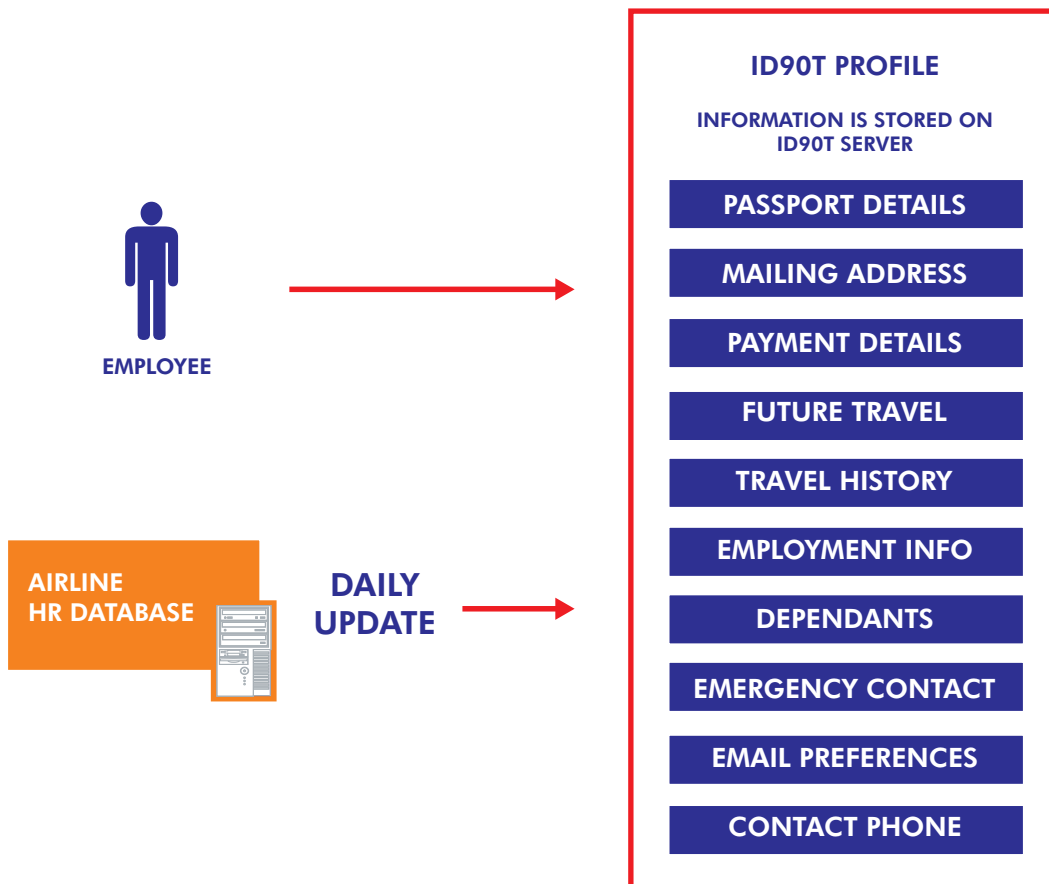 ID90T PROFILE
INFORMATION IS STORED ON
ID90T SERVER
PASSPORT DETAILS
MAILING ADDRESS
PAYMENT DETAILS
FUTURE TRAVEL
TRAVEL HISTORY
EMPLOYMENT INFO
DEPENDANTS
EMERGENCY CONTACT
EMAIL PREFERENCES
CONTACT PHONE
EMPLOYEE
AIRLINE
HR DATABASE
DAILY
UPDATE